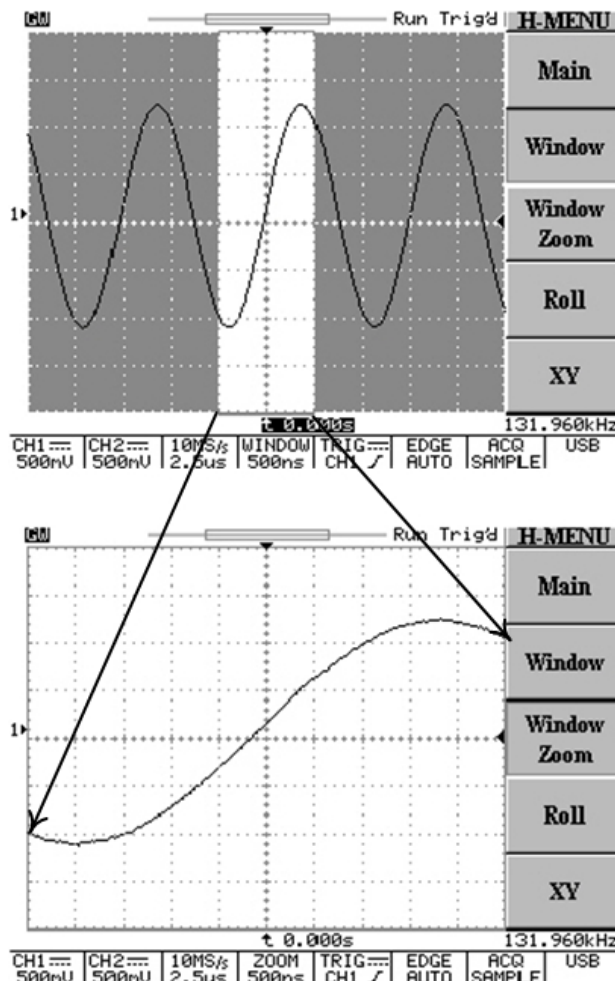 GW Run Trig'd H-MENU
Main
Window
Window
Zoom
Roll
XY
1
t 0.000s 131.960kHz
CH1 CH2 10MS/s WINDOW TRIG EDGE ACQ USB
500mV 500mV 2.5us 500ns CH1 AUTO SAMPLE
GW Run Trig'd H-MENU
Main
Window
1
Window
Zoom
Roll
XY
t 0.000s 131.960kHz
CH1 CH2 10MS/s ZOOM TRIG EDGE ACQ USB
500mV 500mV 2.5us 500ns CH1 AUTO SAMPLE